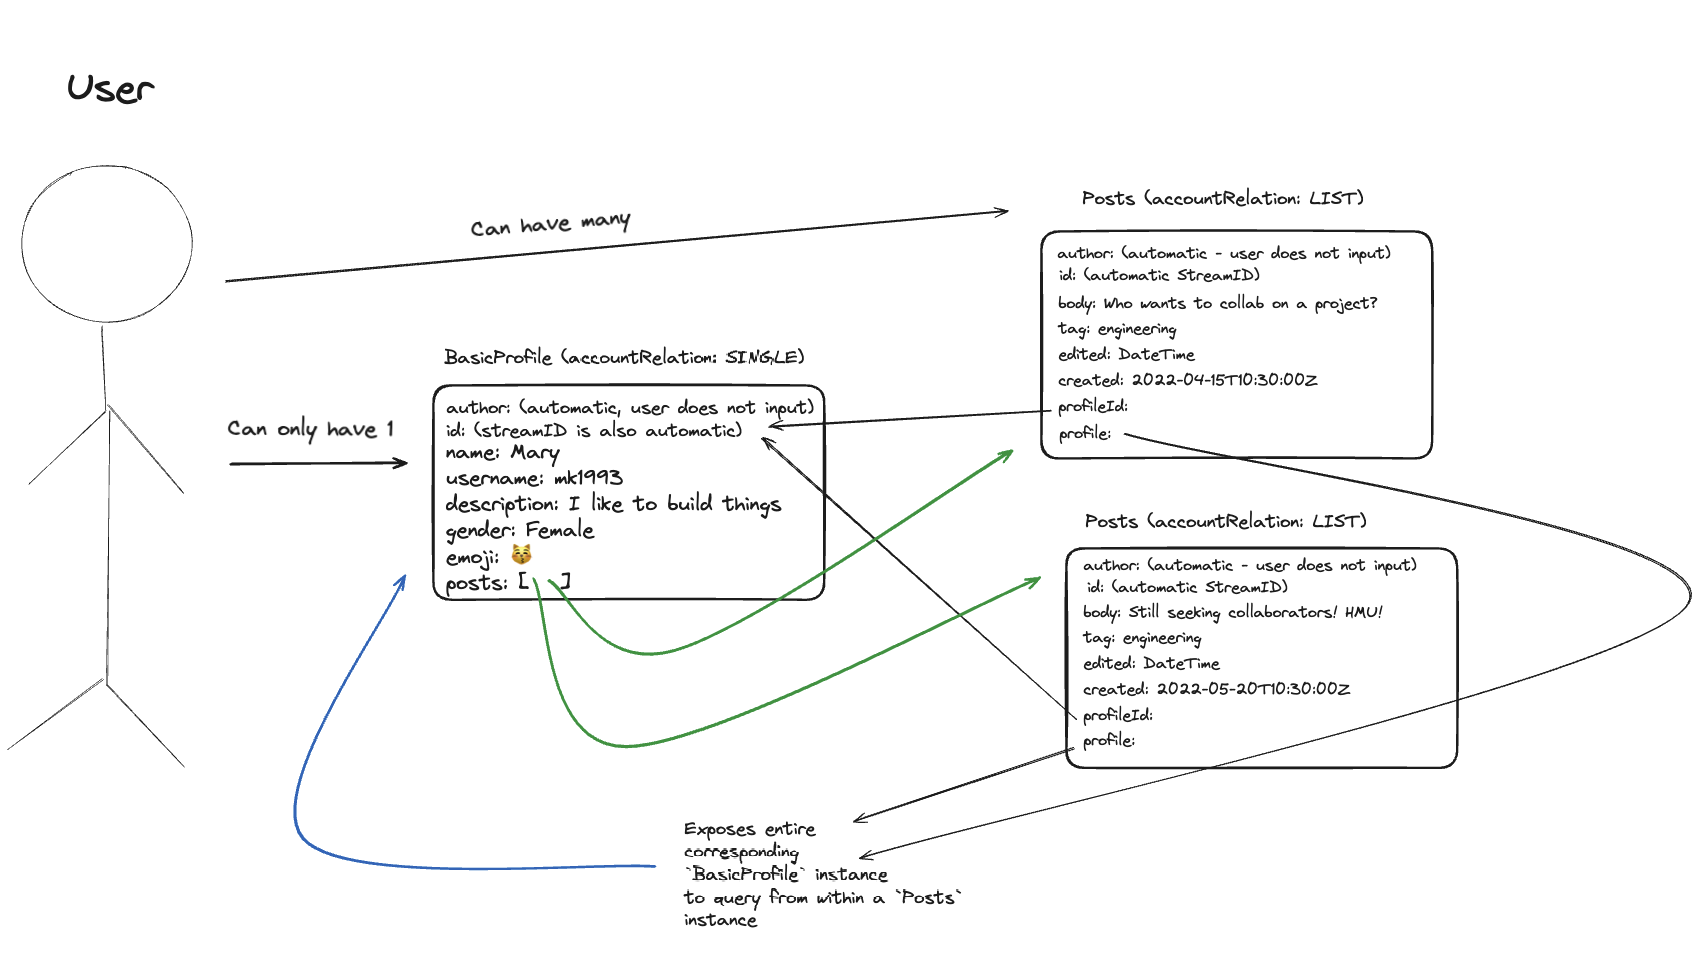 User
Can have many
Posts (accountRelation: LIST)
author: (automatic - user does not input)
id: (automatic StreamID)
body: Who wants to collab on a project?
tag: engineering
edited: DateTime
created: 2022-04-15T10:30:00Z
profileId:
profile:
BasicProfile (accountRelation: SINGLE)
Can only have 1
author: (automatic, user does not input)
id: (streamID is also automatic)
name: Mary
username: mk1993
description: I like to build things
gender: Female
emoji: 😽
posts: [ ]
Posts (accountRelation: LIST)
author: (automatic - user does not input)
id: (automatic StreamID)
body: Still seeking collaborators! HMU!
tag: engineering
edited: DateTime
created: 2022-05-20T10:30:00Z
profileId:
profile:
Exposes entire
corresponding
`BasicProfile` instance
to query from within a `Posts`
instance